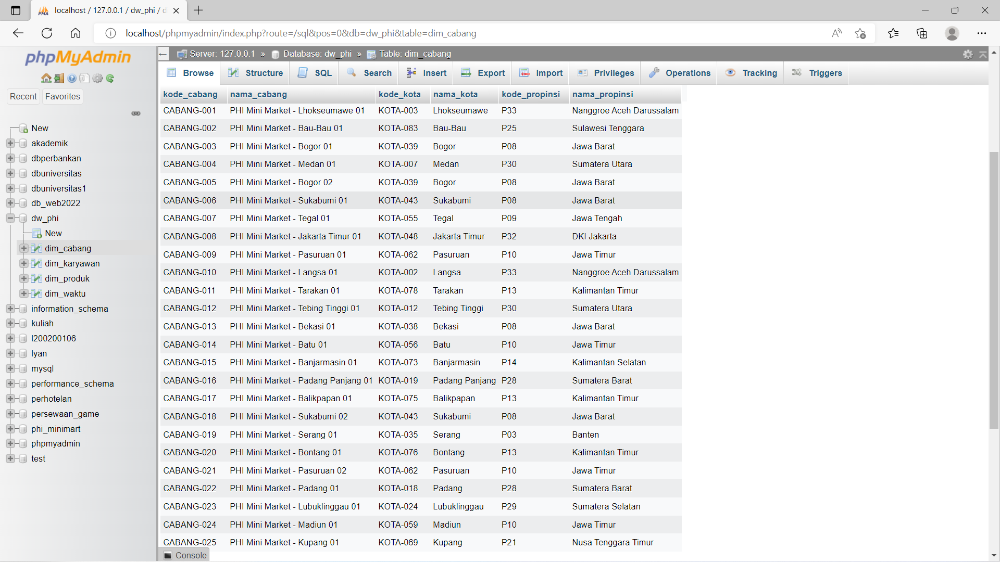 localhost / 127.0.0.1 / dw_phi / d
localhost/phpmyadmin/index.php?route=/sql&pos=0&db=dw_phi&table=dim_cabang
phpMyAdmin
Recent Favorites
New
akademik
dbperbankan
dbuniversitas
dbuniversitas1
db_web2022
dw_phi
New
dim_cabang
dim_karyawan
dim_produk
dim_waktu
information_schema
kuliah
l200200106
lyan
mysql
performance_schema
perhotelan
persewaan_game
phi_minimart
phpmyadmin
test
Server: 127.0.0.1 » Database: dw_phi » Table: dim_cabang
Browse Structure SQL Search Insert Export Import Privileges Operations Tracking Triggers
kode_cabang nama_cabang kode_kota nama_kota kode_propinsi nama_propinsi
CABANG-001 PHI Mini Market - Lhokseumawe 01 KOTA-003 Lhokseumawe P33 Nanggroe Aceh Darussalam
CABANG-002 PHI Mini Market - Bau-Bau 01 KOTA-083 Bau-Bau P25 Sulawesi Tenggara
CABANG-003 PHI Mini Market - Bogor 01 KOTA-039 Bogor P08 Jawa Barat
CABANG-004 PHI Mini Market - Medan 01 KOTA-007 Medan P30 Sumatera Utara
CABANG-005 PHI Mini Market - Bogor 02 KOTA-039 Bogor P08 Jawa Barat
CABANG-006 PHI Mini Market - Sukabumi 01 KOTA-043 Sukabumi P08 Jawa Barat
CABANG-007 PHI Mini Market - Tegal 01 KOTA-055 Tegal P09 Jawa Tengah
CABANG-008 PHI Mini Market - Jakarta Timur 01 KOTA-048 Jakarta Timur P32 DKI Jakarta
CABANG-009 PHI Mini Market - Pasuruan 01 KOTA-062 Pasuruan P10 Jawa Timur
CABANG-010 PHI Mini Market - Langsa 01 KOTA-002 Langsa P33 Nanggroe Aceh Darussalam
CABANG-011 PHI Mini Market - Tarakan 01 KOTA-078 Tarakan P13 Kalimantan Timur
CABANG-012 PHI Mini Market - Tebing Tinggi 01 KOTA-012 Tebing Tinggi P30 Sumatera Utara
CABANG-013 PHI Mini Market - Bekasi 01 KOTA-038 Bekasi P08 Jawa Barat
CABANG-014 PHI Mini Market - Batu 01 KOTA-056 Batu P10 Jawa Timur
CABANG-015 PHI Mini Market - Banjarmasin 01 KOTA-073 Banjarmasin P14 Kalimantan Selatan
CABANG-016 PHI Mini Market - Padang Panjang 01 KOTA-019 Padang Panjang P28 Sumatera Barat
CABANG-017 PHI Mini Market - Balikpapan 01 KOTA-075 Balikpapan P13 Kalimantan Timur
CABANG-018 PHI Mini Market - Sukabumi 02 KOTA-043 Sukabumi P08 Jawa Barat
CABANG-019 PHI Mini Market - Serang 01 KOTA-035 Serang P03 Banten
CABANG-020 PHI Mini Market - Bontang 01 KOTA-076 Bontang P13 Kalimantan Timur
CABANG-021 PHI Mini Market - Pasuruan 02 KOTA-062 Pasuruan P10 Jawa Timur
CABANG-022 PHI Mini Market - Padang 01 KOTA-018 Padang P28 Sumatera Barat
CABANG-023 PHI Mini Market - Lubuklinggau 01 KOTA-024 Lubuklinggau P29 Sumatera Selatan
CABANG-024 PHI Mini Market - Madiun 01 KOTA-059 Madiun P10 Jawa Timur
CABANG-025 PHI Mini Market - Kupang 01 KOTA-069 Kupang P21 Nusa Tenggara Timur
Console